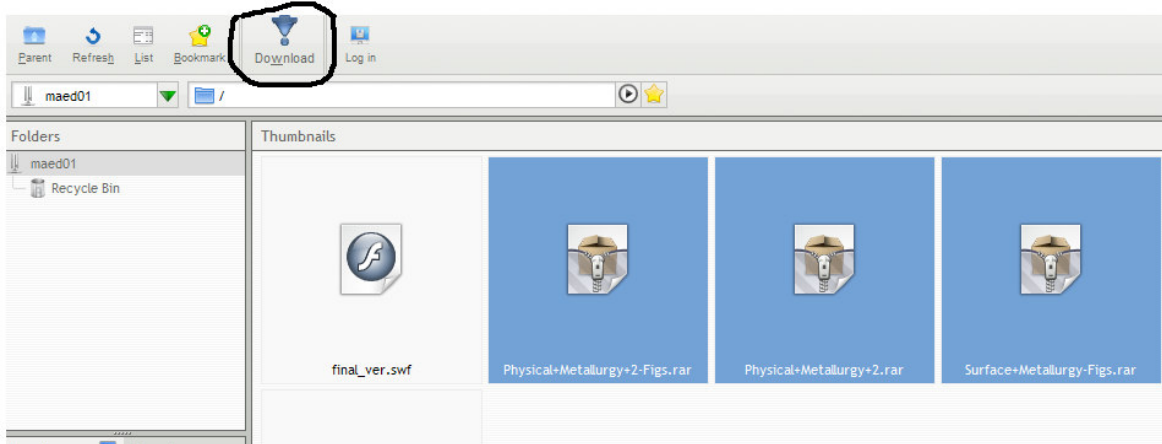 Parent Refresh List Bookmark Download Log in
maed01 /
Folders Thumbnails
maed01
Recycle Bin
final_ver.swf Physical+Metallurgy+2-Figs.rar Physical+Metallurgy+2.rar Surface+Metallurgy-Figs.rar